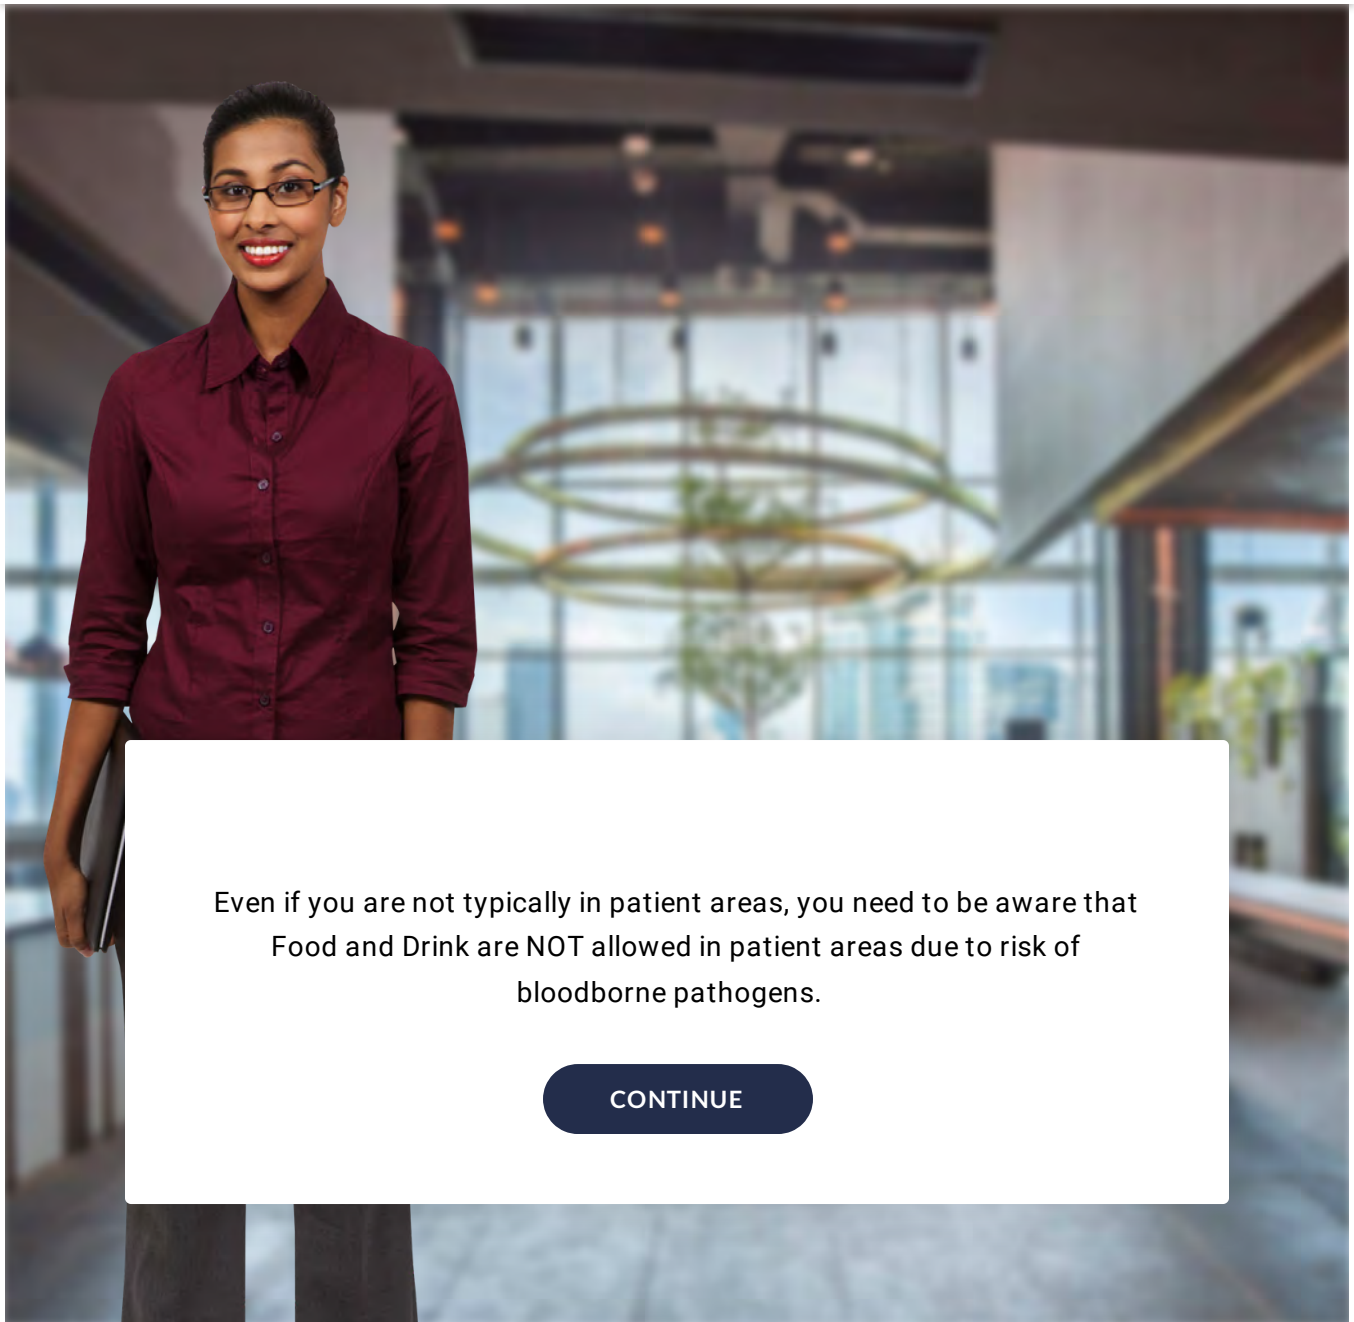 Even if you are not typically in patient areas, you need to be aware that
Food and Drink are NOT allowed in patient areas due to risk of
bloodborne pathogens.
CONTINUE